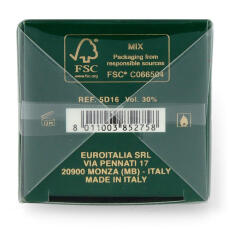 MIX
Packaging from
responsible sources
FSC
www.fsc.org
FSC® C066504
REF. 5D16 Vol. 30%
8 011003 852758
EUROITALIA SRL
VIA PENNATI 17
20900 MONZA (MB) - ITALY
MADE IN ITALY